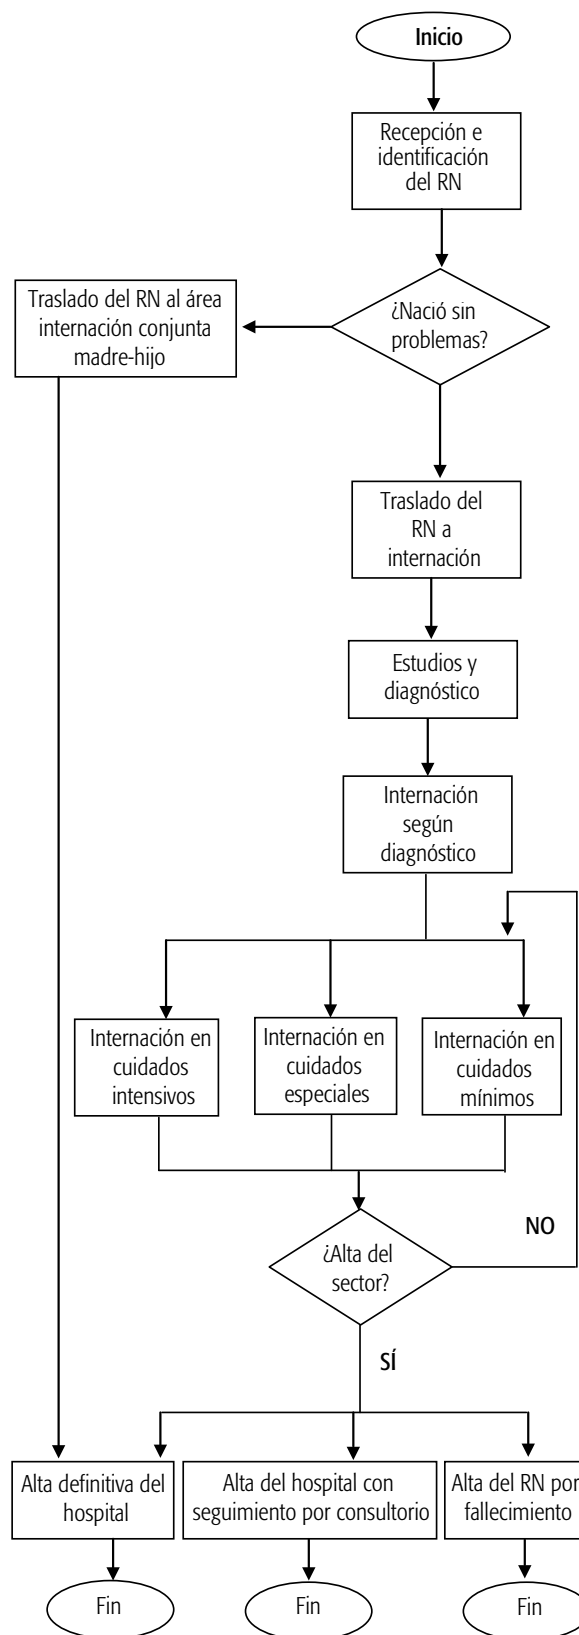 Inicio
Recepción e
identificación
del RN
¿Nació sin
problemas?
Traslado del RN al área
internación conjunta
madre-hijo
Traslado del
RN a
internación
Estudios y
diagnóstico
Internación
según
diagnóstico
Internación en
cuidados
intensivos
Internación en
cuidados
especiales
Internación en
cuidados
mínimos
¿Alta del
sector?
NO
SÍ
Alta definitiva del
hospital
Alta del hospital con
seguimiento por consultorio
Alta del RN por
fallecimiento
Fin
Fin
Fin